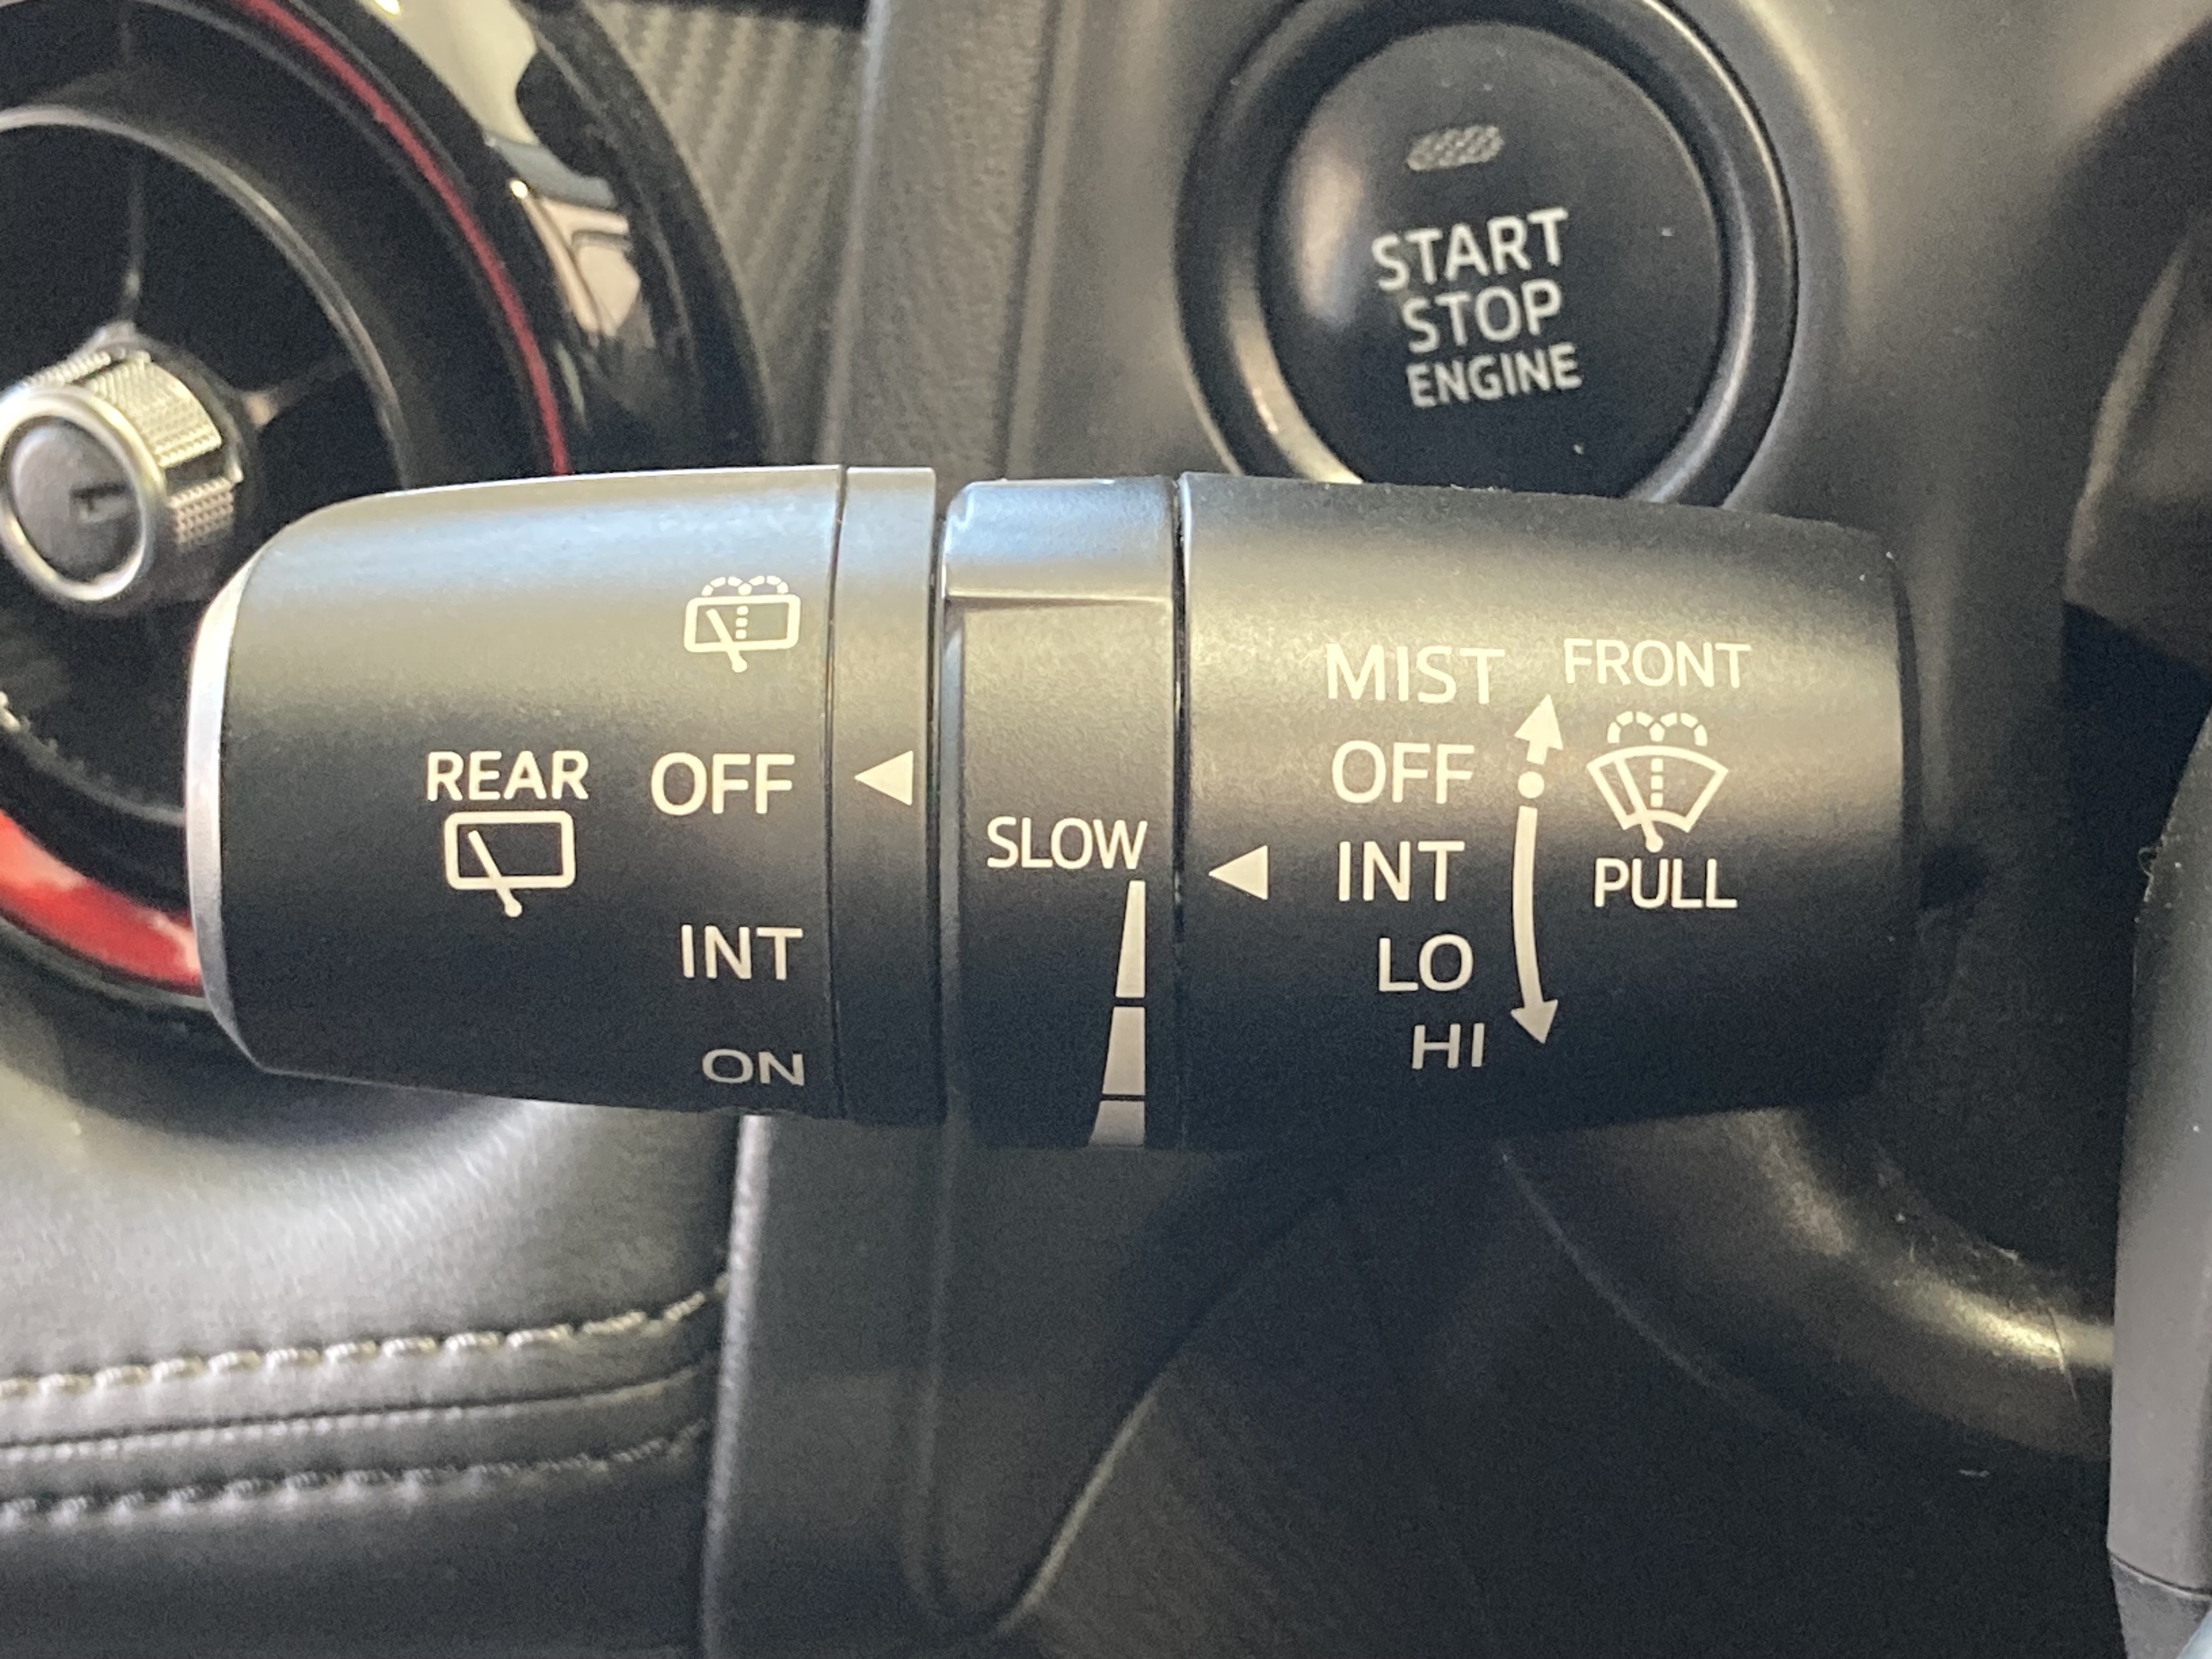 START
STOP
ENGINE
REAR
OFF
INT
ON
SLOW
MIST
OFF
INT
LO
HI
FRONT
PULL